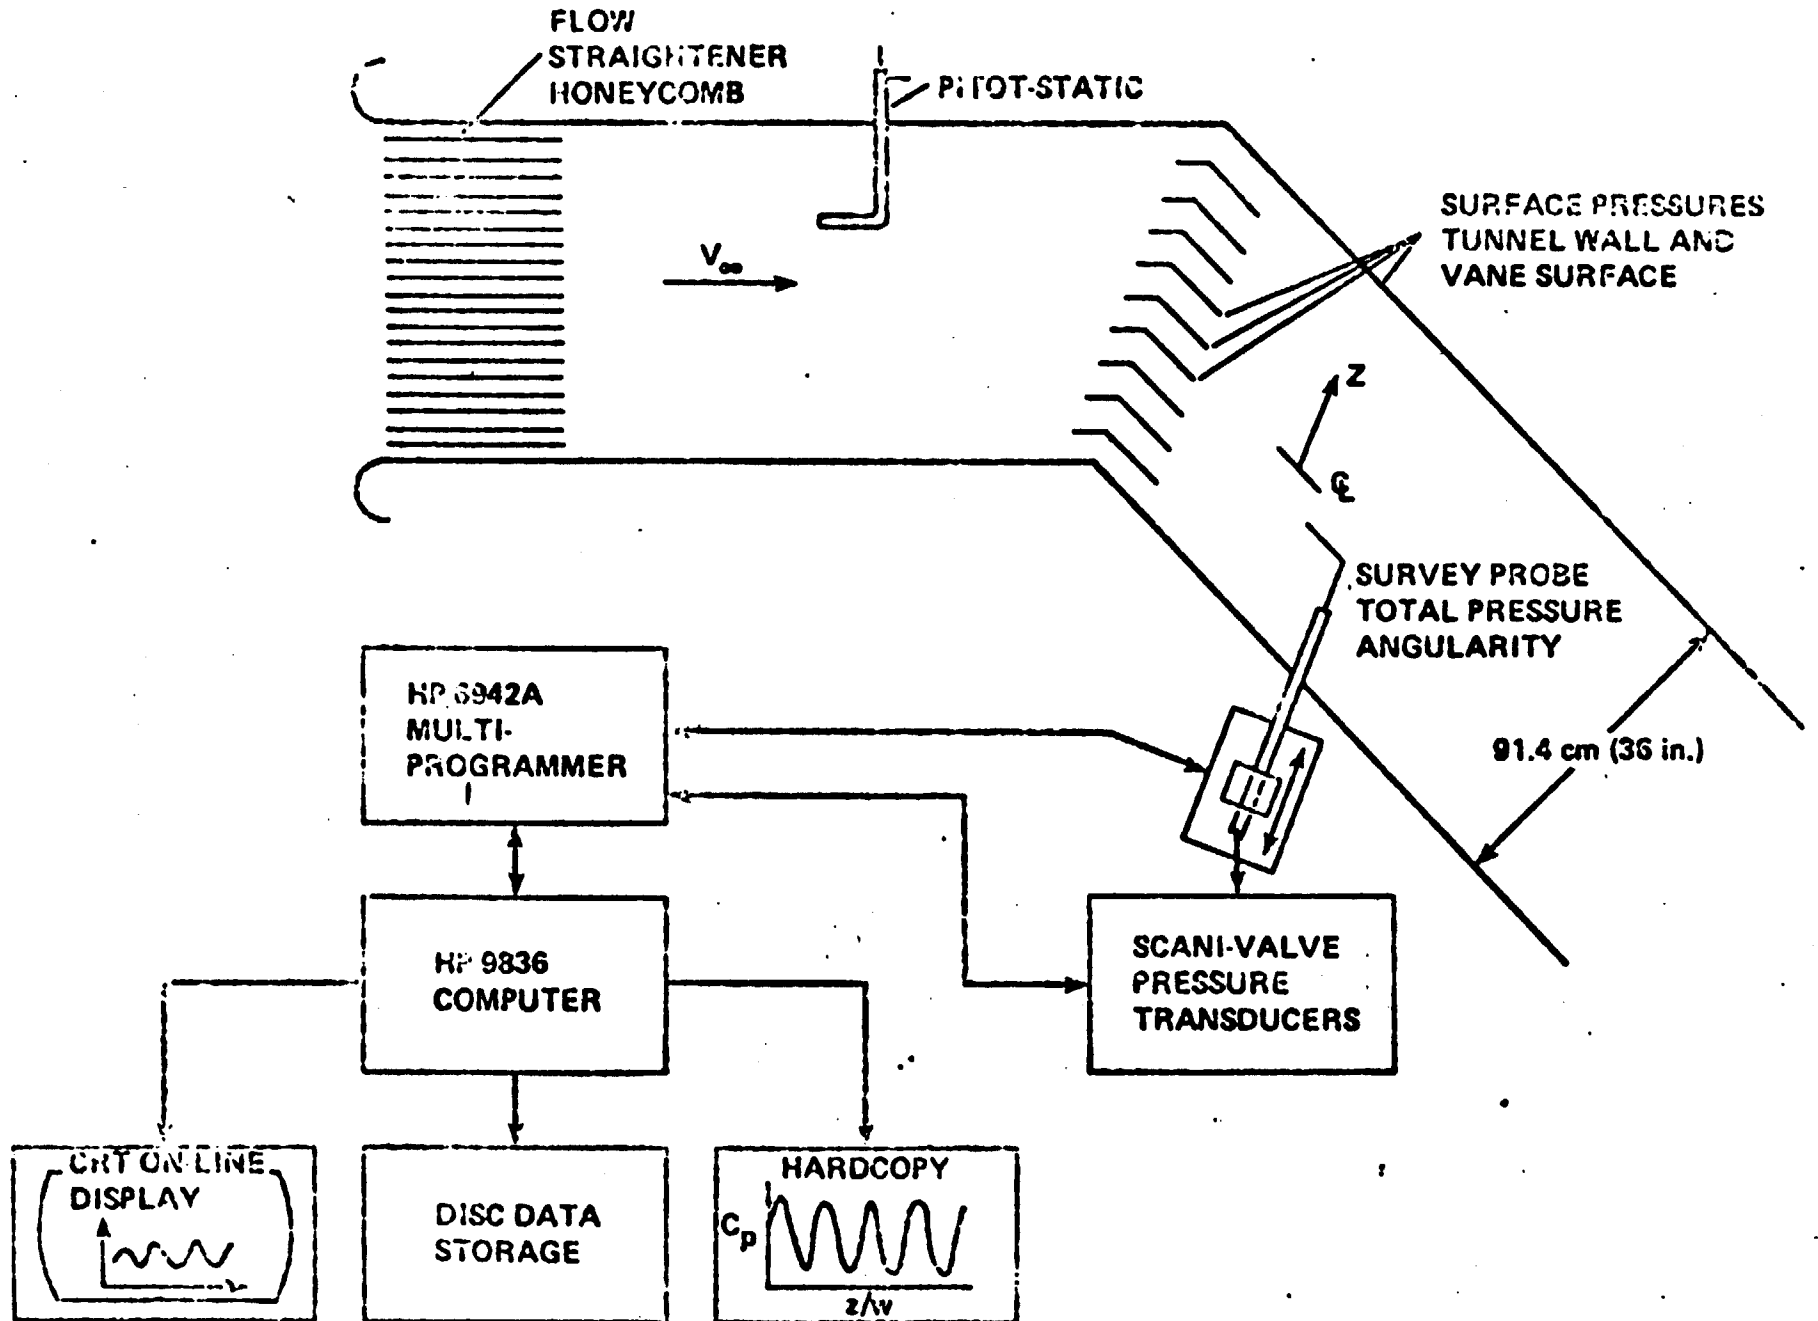 FLOW
STRAIGHTENER
HONEYCOMB
PITOT-STATIC
V∞
SURFACE PRESSURES
TUNNEL WALL AND
VANE SURFACE
Z
℄
SURVEY PROBE
TOTAL PRESSURE
ANGULARITY
91.4 cm (36 in.)
HP 6942A
MULTI-
PROGRAMMER
HP 9836
COMPUTER
SCANI-VALVE
PRESSURE
TRANSDUCERS
CRT ON-LINE
DISPLAY
DISC DATA
STORAGE
HARDCOPY
Cp
z/w